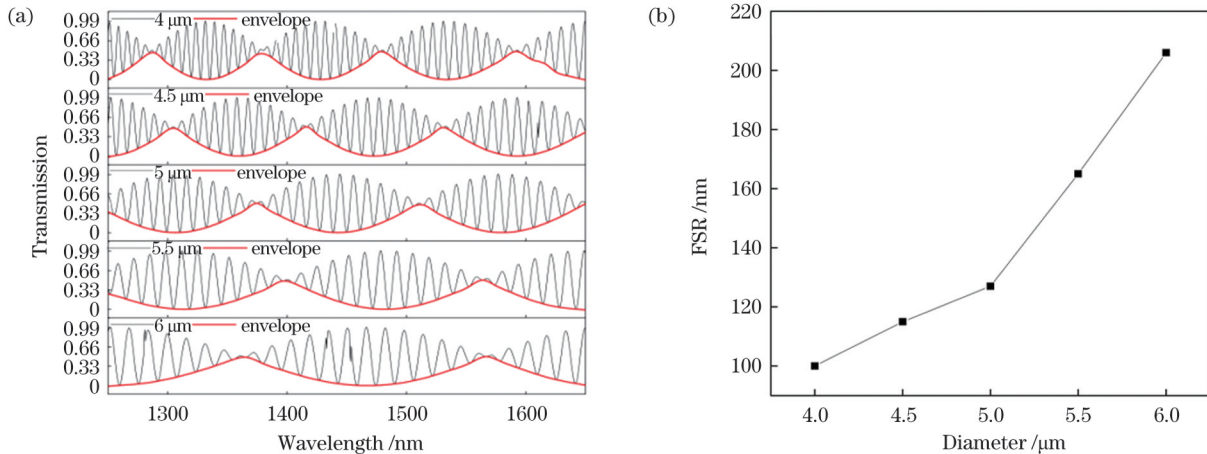 (a)
Transmission
0.99
0.66
0.33
0
4 μm
envelope
0.99
0.66
0.33
0
4.5 μm
envelope
0.99
0.66
0.33
0
5 μm
envelope
0.99
0.66
0.33
0
5.5 μm
envelope
0.99
0.66
0.33
0
6 μm
envelope
1300 1400 1500 1600
Wavelength /nm
(b)
FSR /nm
220
200
180
160
140
120
100
4.0 4.5 5.0 5.5 6.0
Diameter /μm